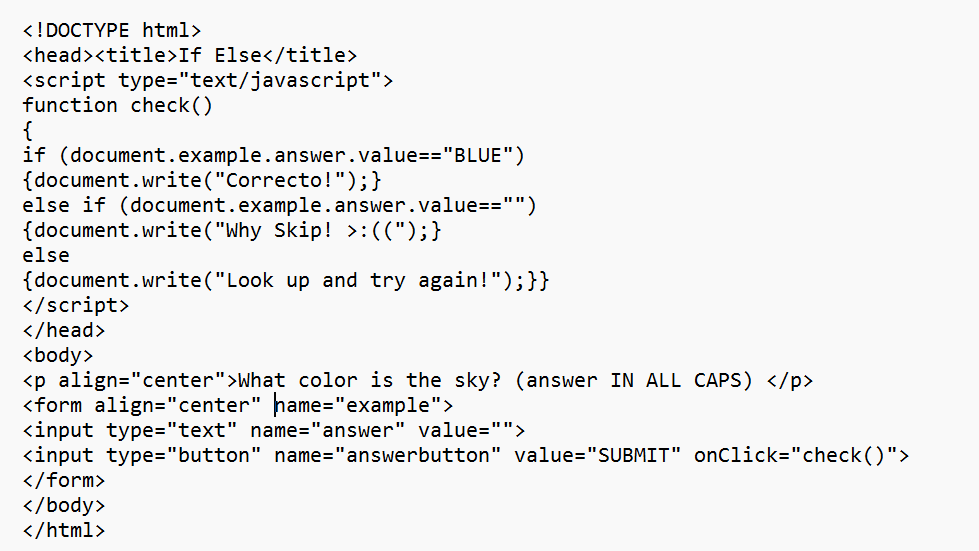 <!DOCTYPE html>
<head><title>If Else</title>
<script type="text/javascript">
function check()
{
if (document.example.answer.value=="BLUE")
{document.write("Correcto!");}
else if (document.example.answer.value=="")
{document.write("Why Skip! >:((");}
else
{document.write("Look up and try again!");}}
</script>
</head>
<body>
<p align="center">What color is the sky? (answer IN ALL CAPS) </p>
<form align="center" name="example">
<input type="text" name="answer" value="">
<input type="button" name="answerbutton" value="SUBMIT" onClick="check()">
</form>
</body>
</html>